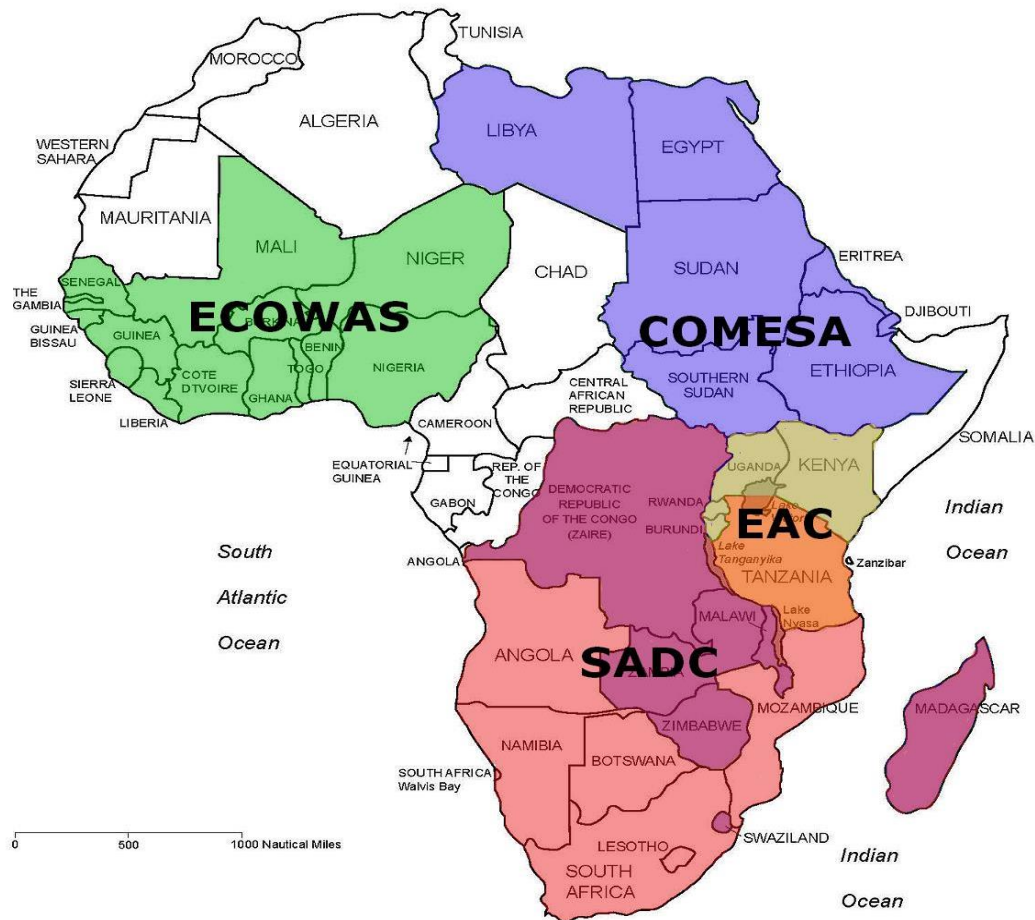 TUNISIA
MOROCCO
ALGERIA
WESTERN
SAHARA
LIBYA
EGYPT
MAURITANIA
MALI
NIGER
CHAD
SUDAN
ERITREA
SENEGAL
THE
GAMBIA
GUINEA
BISSAU
GUINEA
ECOWAS
BENIN
TOGO
NIGERIA
COTE
D'TVOIRE
GHANA
SIERRA
LEONE
LIBERIA
COMESA
DJIBOUTI
SOUTHERN
SUDAN
ETHIOPIA
CENTRAL
AFRICAN
REPUBLIC
CAMEROON
SOMALIA
EQUATORIAL
GUINEA
REP. OF
THE
CONGO
GABON
DEMOCRATIC
REPUBLIC
OF THE CONGO
(ZAIRE)
UGANDA
KENYA
RWANDA
BURUNDI
EAC
Lake
Lake
Tanganyika
TANZANIA
Zanzibar
Indian
Ocean
South
Atlantic
Ocean
ANGOLA
ANGOLA
MALAWI
Lake
Nyasa
SADC
ZAMBIA
MOZAMBIQUE
MADAGASCAR
ZIMBABWE
NAMIBIA
BOTSWANA
SOUTH AFRICA
Walvis Bay
SWAZILAND
LESOTHO
SOUTH
AFRICA
0 500 1000 Nautical Miles
Indian
Ocean